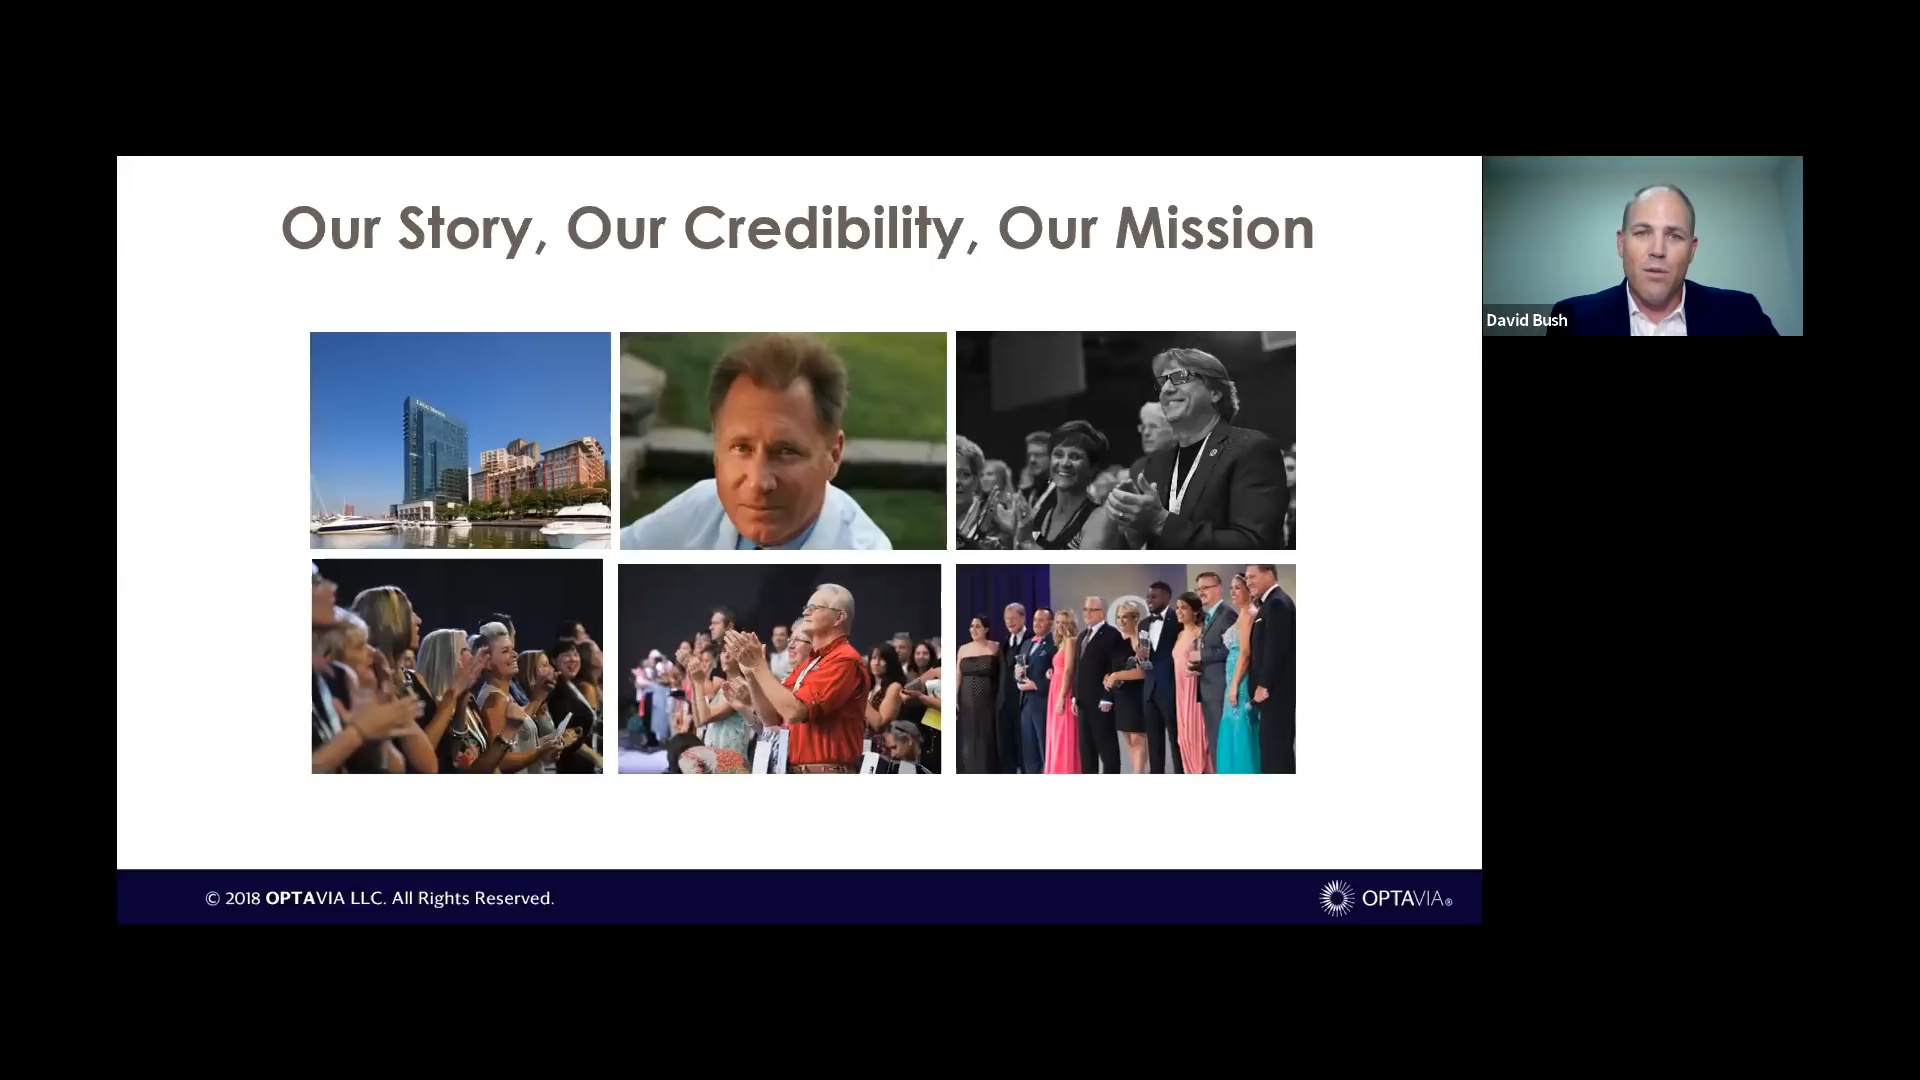 Our Story, Our Credibility, Our Mission
David Bush
© 2018 OPTAVIA LLC. All Rights Reserved.
OPTAVIA®